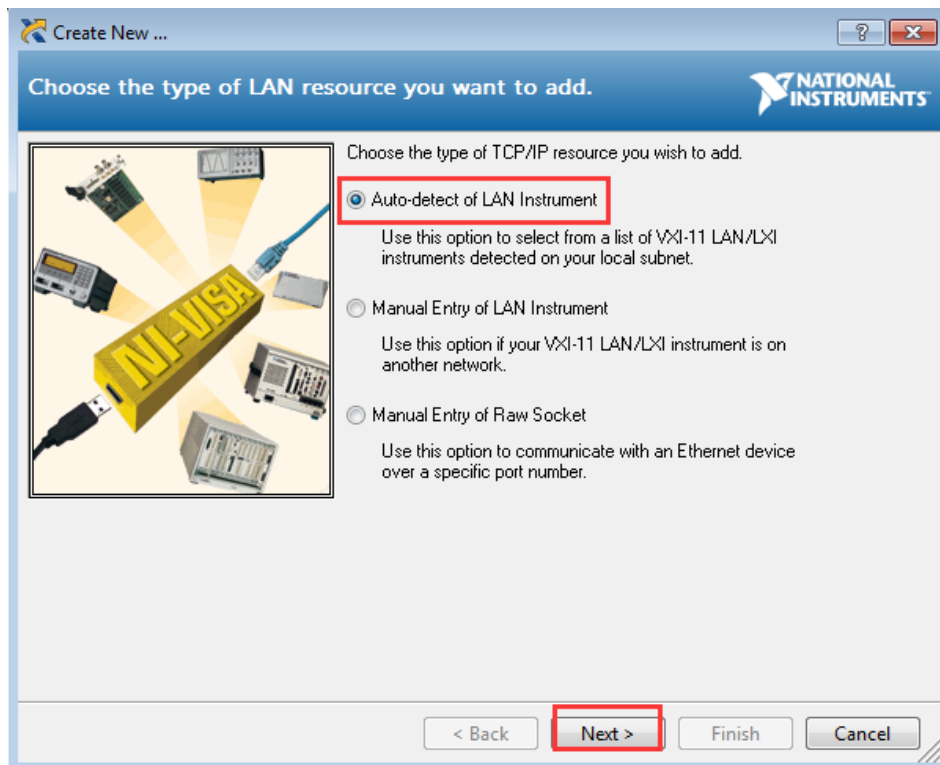 Create New ...
Choose the type of LAN resource you want to add.
NATIONAL
INSTRUMENTS
Choose the type of TCP/IP resource you wish to add.
Auto-detect of LAN Instrument
Use this option to select from a list of VXI-11 LAN/LXI
instruments detected on your local subnet.
Manual Entry of LAN Instrument
Use this option if your VXI-11 LAN/LXI instrument is on
another network.
Manual Entry of Raw Socket
Use this option to communicate with an Ethernet device
over a specific port number.
NI-VISA
< Back
Next >
Finish
Cancel